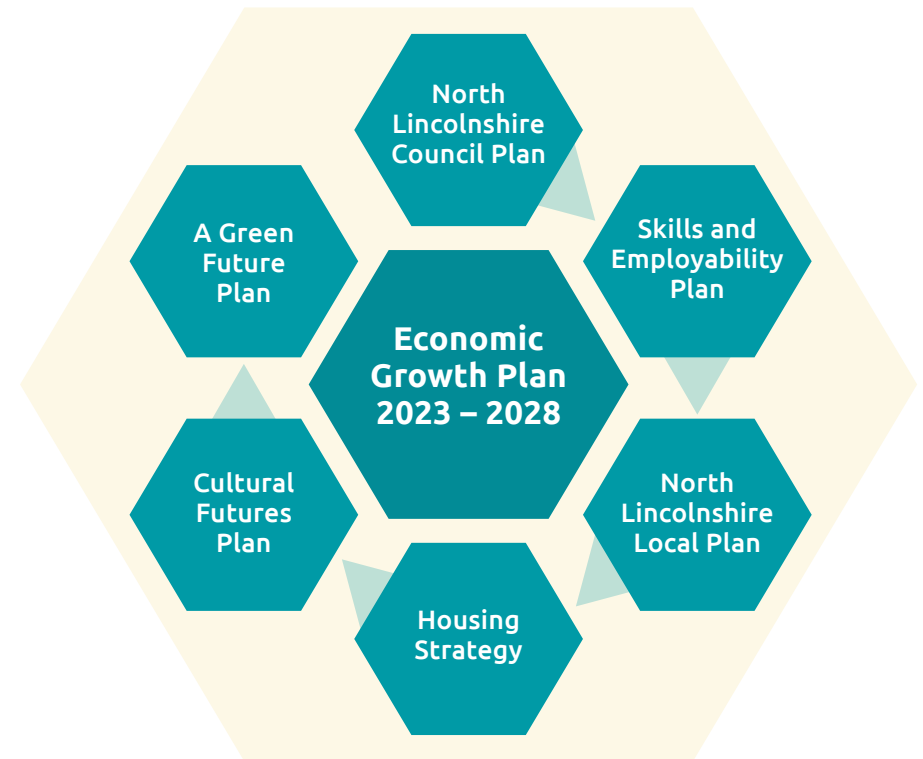 North
Lincolnshire
Council Plan
Skills and
Employability
Plan
North
Lincolnshire
Local Plan
Housing
Strategy
Cultural
Futures
Plan
A Green
Future
Plan
Economic
Growth Plan
2023 – 2028